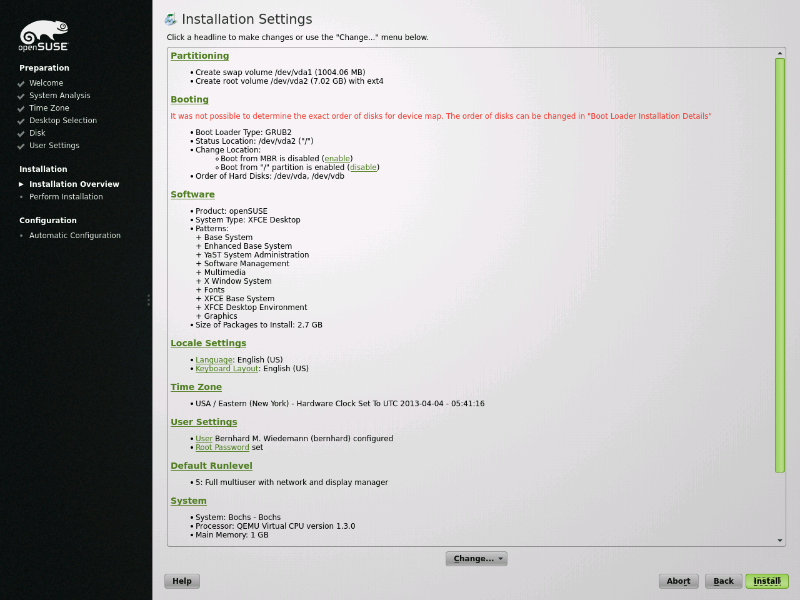 openSUSE
Preparation
Welcome
System Analysis
Time Zone
Desktop Selection
Disk
User Settings
Installation
Installation Overview
Perform Installation
Configuration
Automatic Configuration
Installation Settings
Click a headline to make changes or use the "Change..." menu below.
Partitioning
• Create swap volume /dev/vda1 (1004.06 MB)
• Create root volume /dev/vda2 (7.02 GB) with ext4
Booting
It was not possible to determine the exact order of disks for device map. The order of disks can be changed in "Boot Loader Installation Details"
• Boot Loader Type: GRUB2
• Status Location: /dev/vda2 ("/")
• Change Location:
Boot from MBR is disabled (enable)
Boot from "/" partition is enabled (disable)
• Order of Hard Disks: /dev/vda, /dev/vdb
Software
• Product: openSUSE
• System Type: XFCE Desktop
• Patterns:
+ Base System
+ Enhanced Base System
+ YaST System Administration
+ Software Management
+ Multimedia
+ X Window System
+ Fonts
+ XFCE Base System
+ XFCE Desktop Environment
+ Graphics
• Size of Packages to Install: 2.7 GB
Locale Settings
• Language: English (US)
• Keyboard Layout: English (US)
Time Zone
• USA / Eastern (New York) - Hardware Clock Set To UTC 2013-04-04 - 05:41:16
User Settings
• User Bernhard M. Wiedemann (bernhard) configured
• Root Password set
Default Runlevel
• 5: Full multiuser with network and display manager
System
• System: Bochs - Bochs
• Processor: QEMU Virtual CPU version 1.3.0
• Main Memory: 1 GB
Change...
Help
Abort
Back
Install